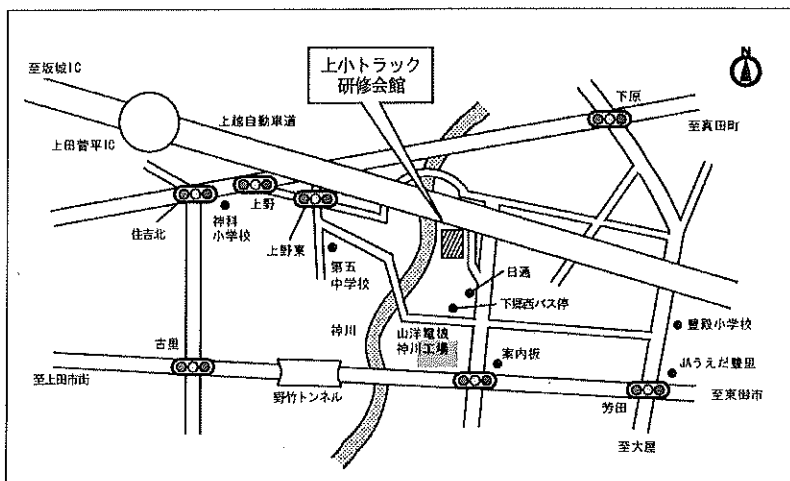 上小トラック
研修会館
N
至坂城IC
下原
上越自動車道
至真田町
上田菅平IC
上野
住吉北
神科
小学校
上野東
第五
中学校
日通
下郷西バス停
神川
山洋電機
神川工場
豊殿小学校
古里
案内板
JAうえだ豊里
至上田市街
野竹トンネル
芳田
至東御市
至大屋